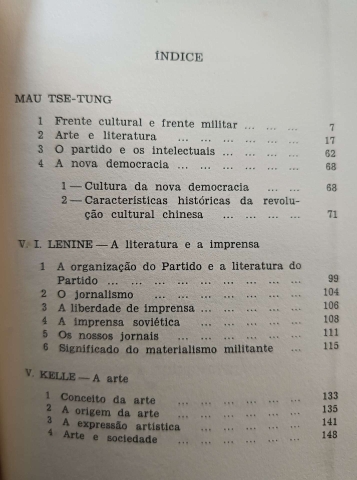 ÍNDICE
MAU TSE-TUNG
1 Frente cultural e frente militar ... ... ... 7
2 Arte e literatura ... ... ... ... ... ... 17
3 O partido e os intelectuais ... ... ... ... 62
4 A nova democracia ... ... ... ... ... 68
1 — Cultura da nova democracia ... ... 68
2 — Características históricas da revolu-
ção cultural chinesa ... ... ... ... 71
V. I. LENINE — A literatura e a imprensa
1 A organização do Partido e a literatura do
Partido ... ... ... ... ... ... ... ... 99
2 O jornalismo ... ... ... ... ... ... ... 104
3 A liberdade de imprensa ... ... ... ... 106
4 A imprensa soviética ... ... ... ... ... 108
5 Os nossos jornais ... ... ... ... ... ... 111
6 Significado do materialismo militante ... 115
V. KELLE — A arte
1 Conceito da arte ... ... ... ... ... ... 133
2 A origem da arte ... ... ... ... ... ... 135
3 A expressão artística ... ... ... ... ... 141
4 Arte e sociedade ... ... ... ... ... ... 148